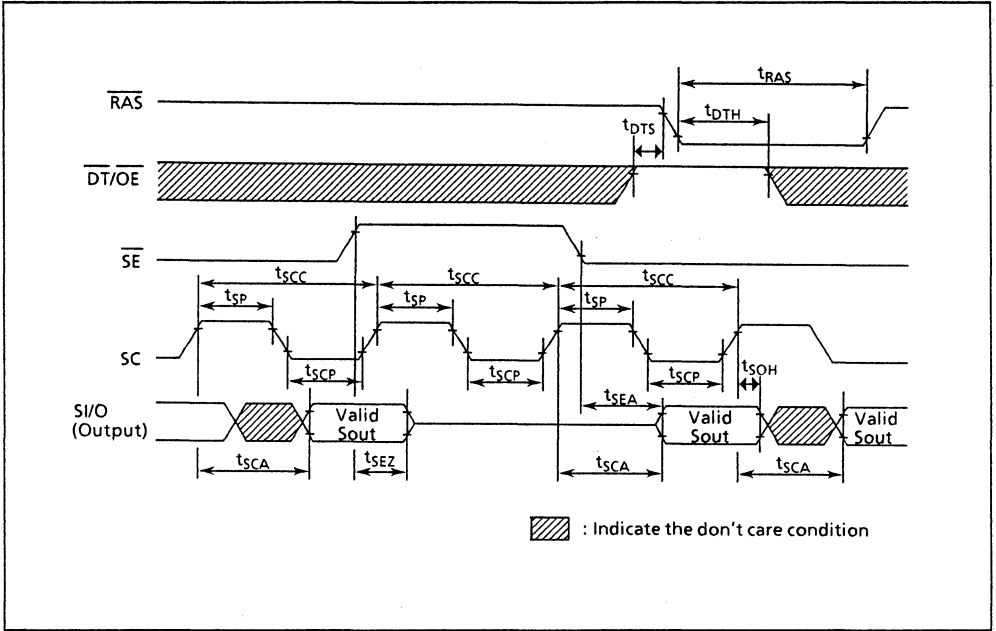 tRAS
RAS
tDTH
tDTS
DT/OE
SE
tSCC tSCC tSCC
tSP tSP tSP
SC
tSCP tSCP tSCP tSOH
tSEA
SI/O
(Output)
Valid
Sout
Valid
Sout
Valid
Sout
tSCA tSEZ tSCA tSCA
: Indicate the don't care condition